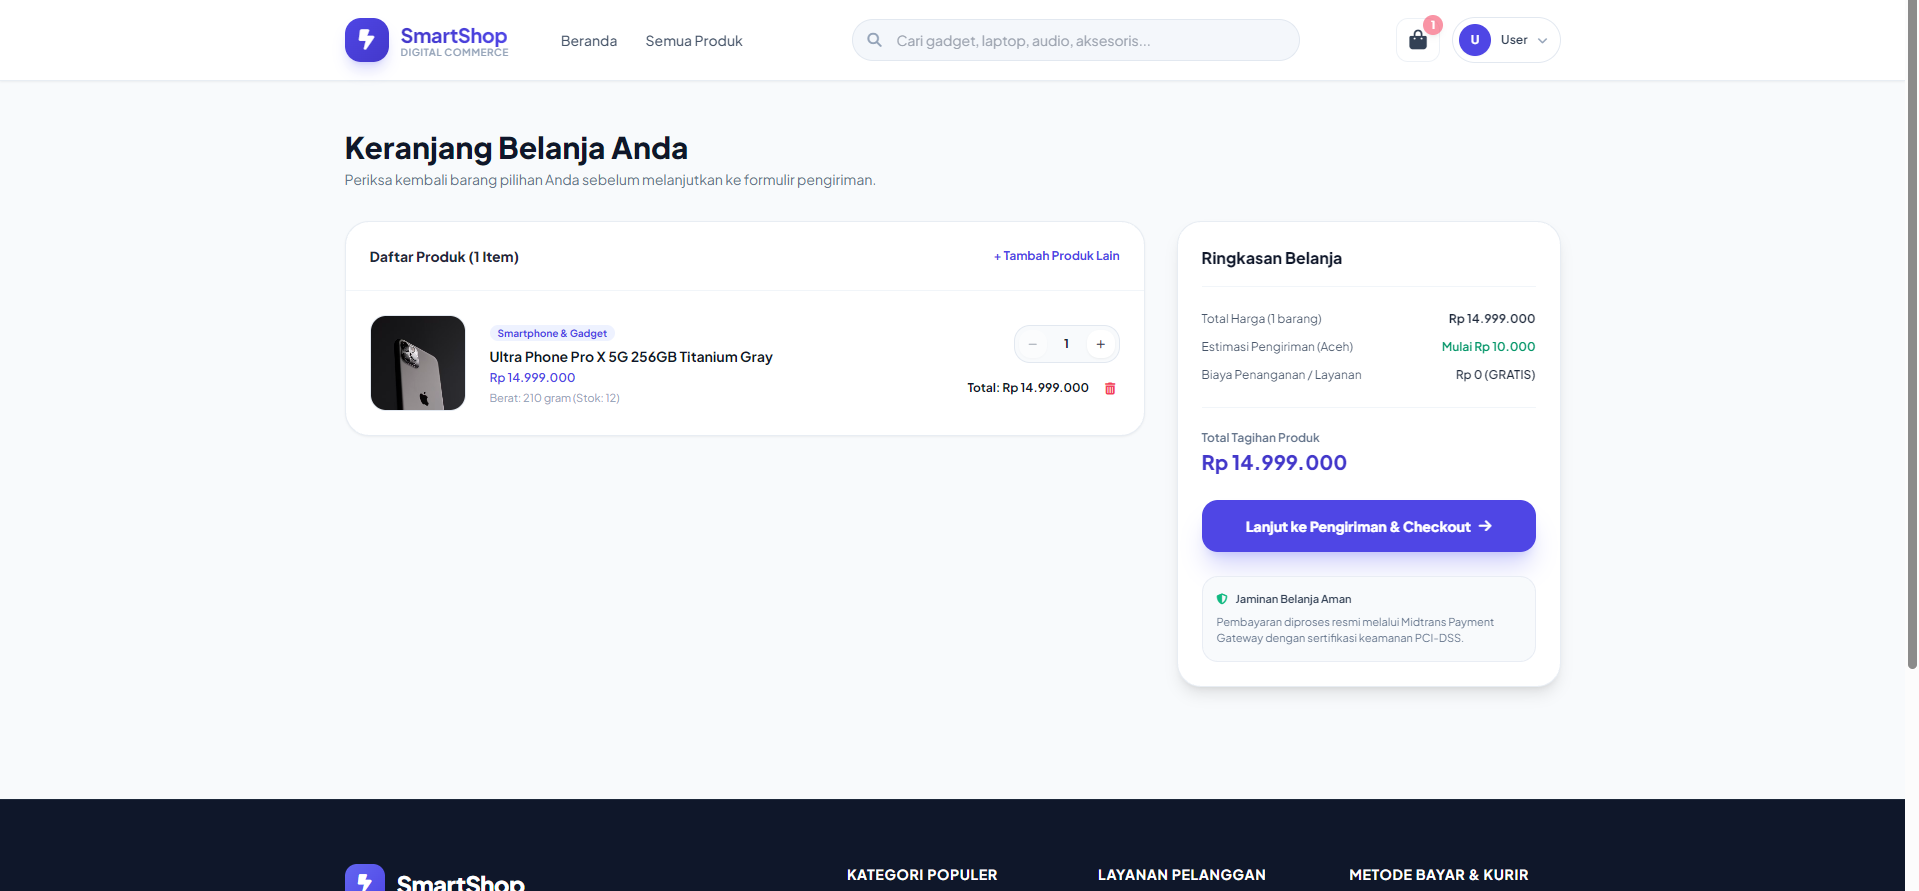 SmartShop
DIGITAL COMMERCE
Beranda
Semua Produk
Cari gadget, laptop, audio, aksesoris...
1
U
User
Keranjang Belanja Anda
Periksa kembali barang pilihan Anda sebelum melanjutkan ke formulir pengiriman.
Daftar Produk (1 Item)
+ Tambah Produk Lain
Smartphone & Gadget
Ultra Phone Pro X 5G 256GB Titanium Gray
Rp 14.999.000
Berat: 210 gram (Stok: 12)
− 1 +
Total: Rp 14.999.000
Ringkasan Belanja
Total Harga (1 barang) Rp 14.999.000
Estimasi Pengiriman (Aceh) Mulai Rp 10.000
Biaya Penanganan / Layanan Rp 0 (GRATIS)
Total Tagihan Produk
Rp 14.999.000
Lanjut ke Pengiriman & Checkout →
Jaminan Belanja Aman
Pembayaran diproses resmi melalui Midtrans Payment
Gateway dengan sertifikasi keamanan PCI-DSS.
SmartShop
KATEGORI POPULER
LAYANAN PELANGGAN
METODE BAYAR & KURIR